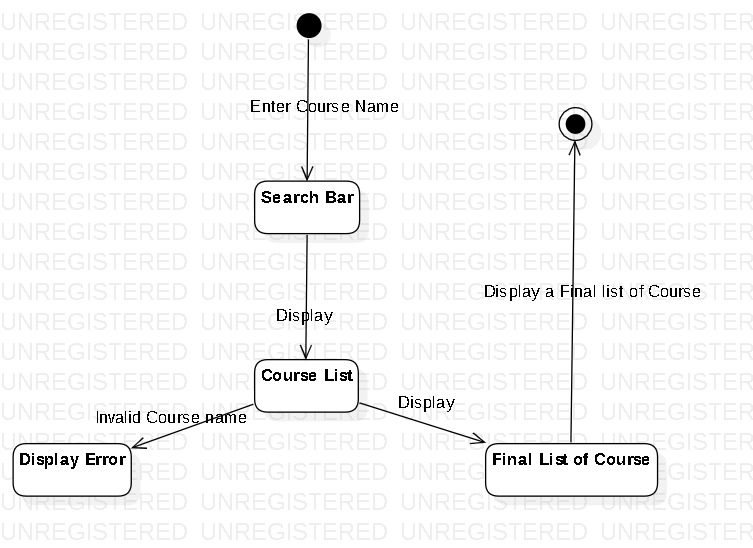 Enter Course Name
Search Bar
Display a Final list of Course
Display
Course List
Invalid Course name
Display
Display Error
Final List of Course
UNREGISTERED